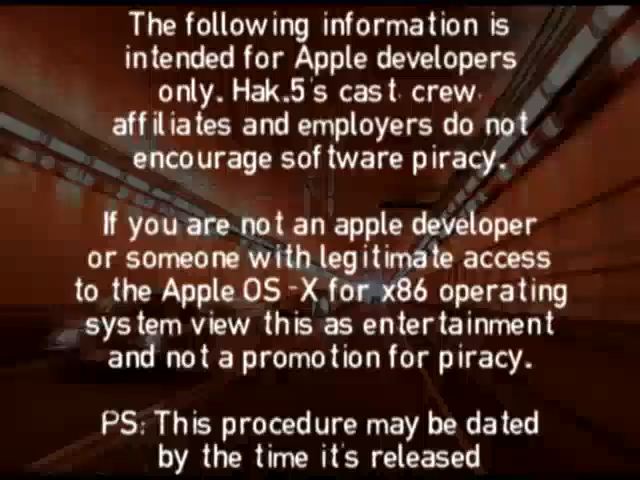 The following information is
intended for Apple developers
only. Hak.5's cast crew
affiliates and employers do not
encourage software piracy.
If you are not an apple developer
or someone with legitimate access
to the Apple OS-X for x86 operating
system view this as entertainment
and not a promotion for piracy.
PS: This procedure may be dated
by the time it's released